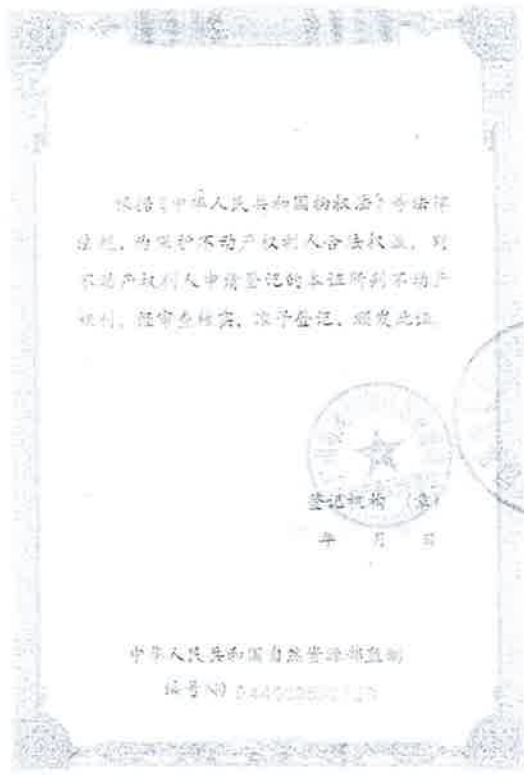 根据《中华人民共和国物权法》等法律
法规，为保护不动产权利人合法权益，对
不动产权利人申请登记的本证所列不动产
权利，经审查核实，准予登记，颁发此证。
登记机构（章）
年 月 日
中华人民共和国自然资源部监制
编号NO